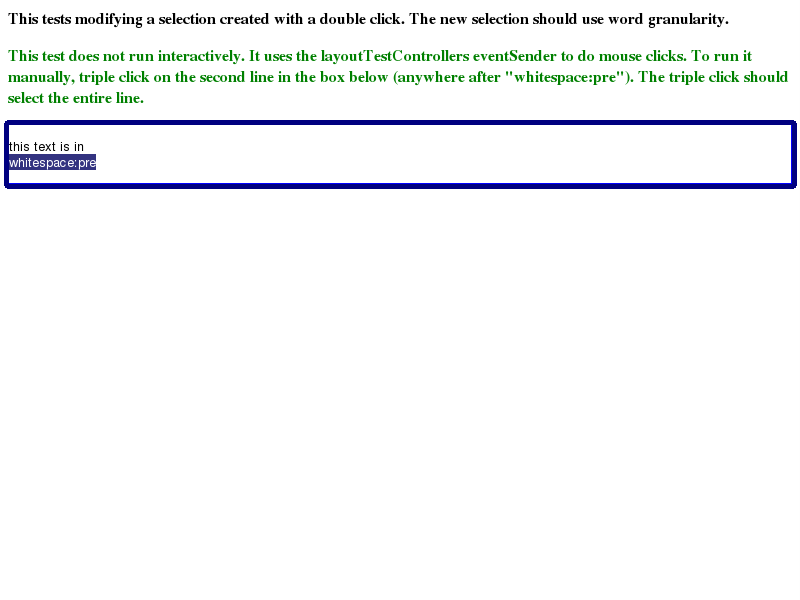 This tests modifying a selection created with a double click. The new selection should use word granularity.
This test does not run interactively. It uses the layoutTestControllers eventSender to do mouse clicks. To run it
manually, triple click on the second line in the box below (anywhere after "whitespace:pre"). The triple click should
select the entire line.
this text is in
whitespace:pre